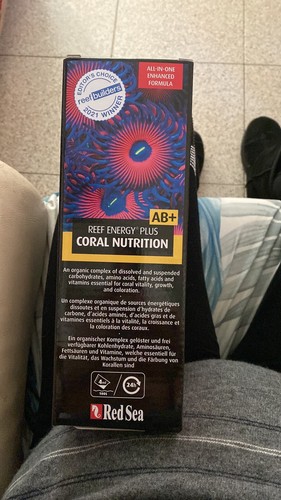 EDITOR'S CHOICE
reefbuilders
2021 WINNER
ALL-IN-ONE
ENHANCED
FORMULA
AB+
REEF ENERGY® PLUS
CORAL NUTRITION
An organic complex of dissolved and suspended
carbohydrates, amino acids, fatty acids and
vitamins essential for coral vitality, growth,
and coloration.
Un complexe organique de sources énergétiques
dissoutes et en suspension d'hydrates de
carbone, d'acides aminés, d'acides gras et de
vitamines essentiels à la vitalité, la croissance et
la coloration des coraux.
Ein organischer Komplex gelöster und frei
verfügbarer Kohlenhydrate, Aminosäuren,
Fettsäuren und Vitamine, welche essentiell für
die Vitalität, das Wachstum und die Färbung von
Korallen sind
24h
Red Sea